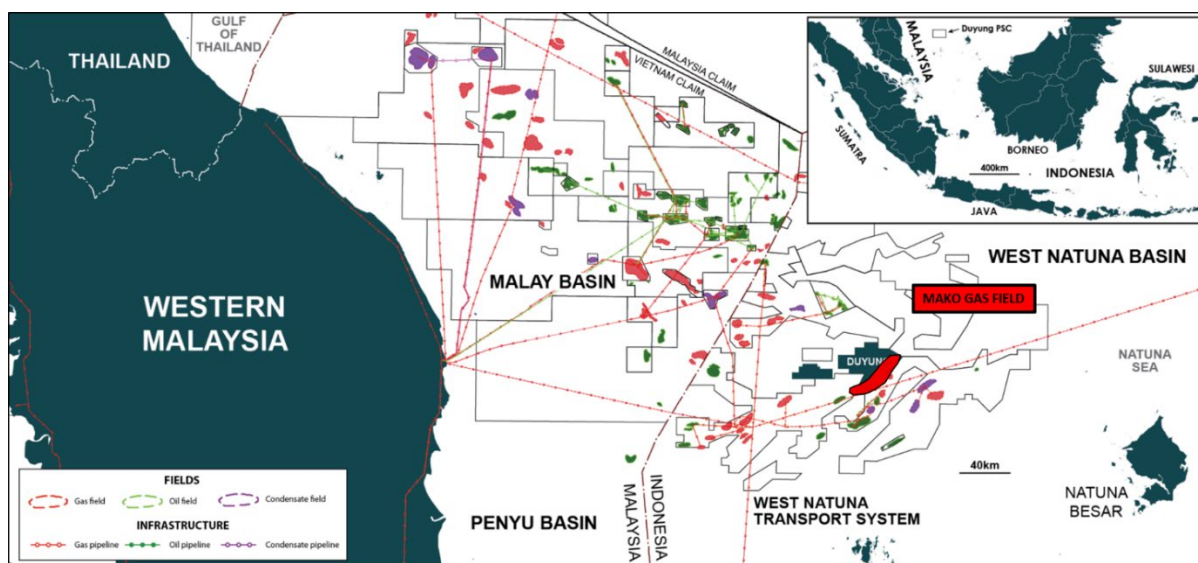 GULF
OF
THAILAND
THAILAND
MALAYSIA CLAIM
VIETNAM CLAIM
Duyung PSC
MALAYSIA
SULAWESI
SUMATRA
BORNEO
400km
INDONESIA
JAVA
WEST NATUNA BASIN
MALAY BASIN
MAKO GAS FIELD
WESTERN
MALAYSIA
DUYUNG
NATUNA
SEA
40km
FIELDS
Gas field
Oil field
Condensate field
INFRASTRUCTURE
Gas pipeline
Oil pipeline
Condensate pipeline
PENYU BASIN
MALAYSIA
INDONESIA
WEST NATUNA
TRANSPORT SYSTEM
NATUNA
BESAR